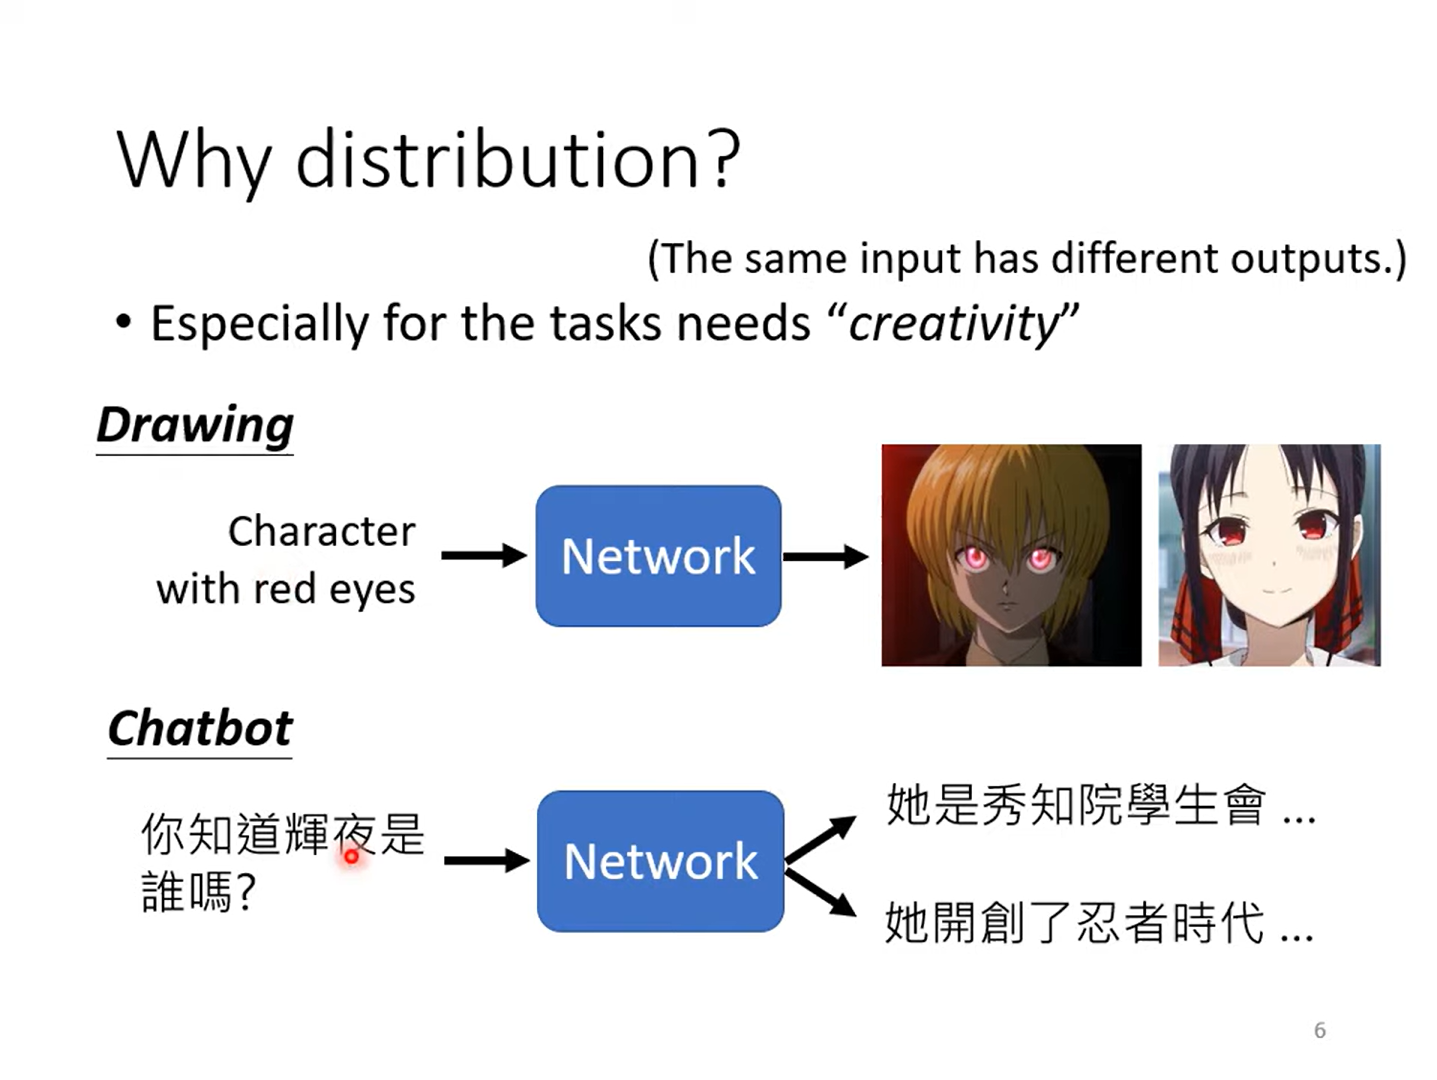 Why distribution?
(The same input has different outputs.)
• Especially for the tasks needs “creativity”
Drawing
Character
with red eyes
Network
Chatbot
你知道輝夜是
誰嗎?
Network
她是秀知院學生會 ...
她開創了忍者時代 ...
6